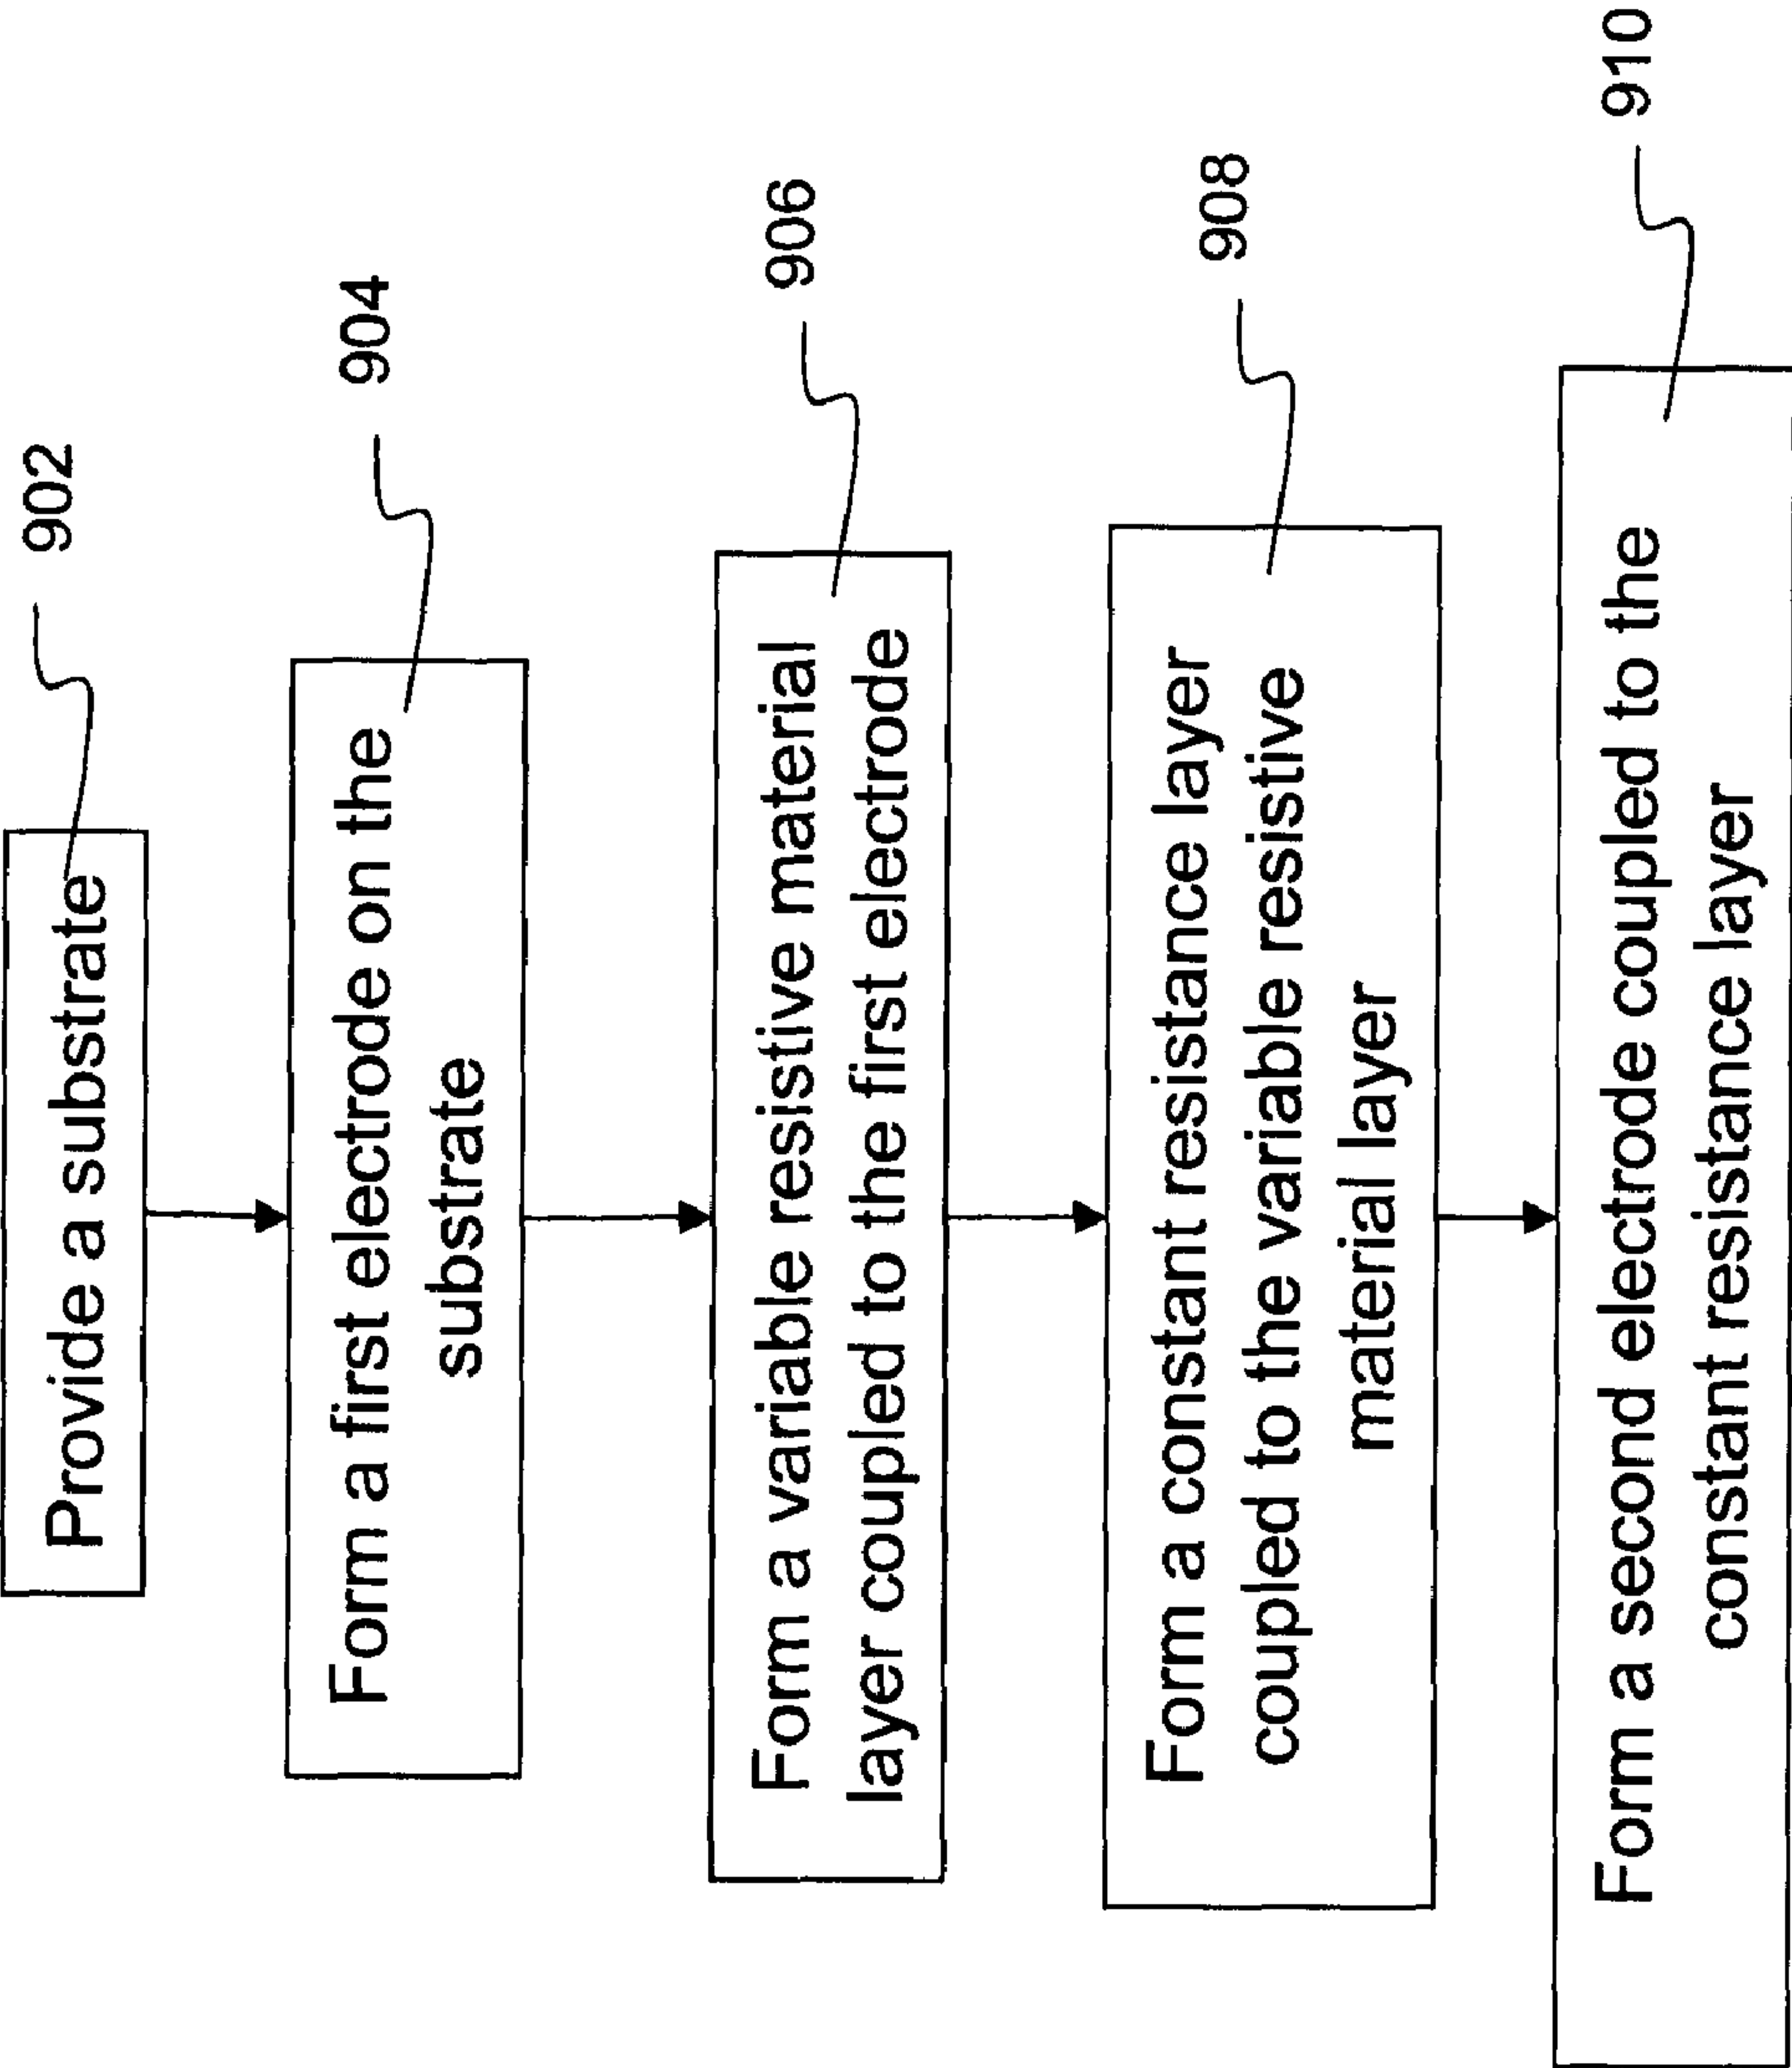 Provide a substrate
902
Form a first electrode on the
substrate
904
Form a variable resistive material
layer coupled to the first electrode
906
Form a constant resistance layer
coupled to the variable resistive
material layer
908
Form a second electrode coupled to the
constant resistance layer
910